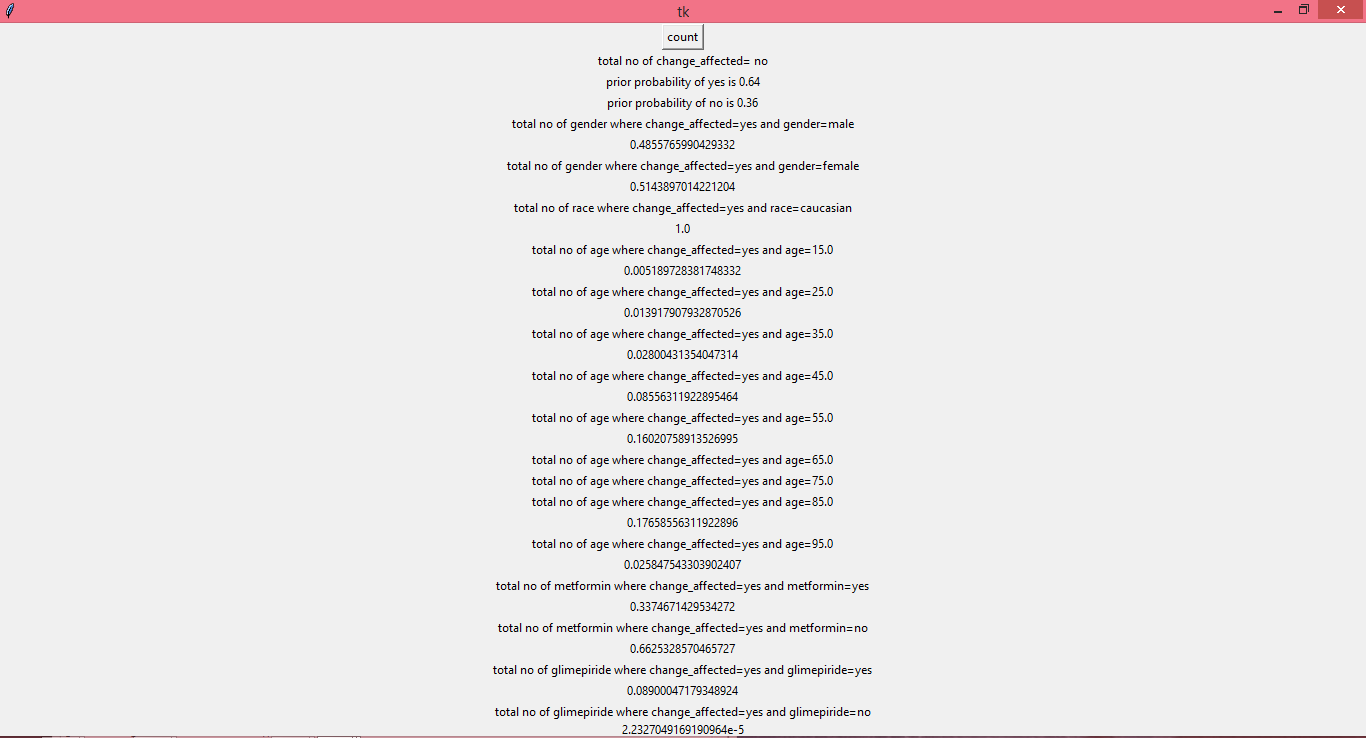 tk
count
total no of change_affected= no
prior probability of yes is 0.64
prior probability of no is 0.36
total no of gender where change_affected=yes and gender=male
0.4855765990429332
total no of gender where change_affected=yes and gender=female
0.5143897014221204
total no of race where change_affected=yes and race=caucasian
1.0
total no of age where change_affected=yes and age=15.0
0.005189728381748332
total no of age where change_affected=yes and age=25.0
0.013917907932870526
total no of age where change_affected=yes and age=35.0
0.02800431354047314
total no of age where change_affected=yes and age=45.0
0.08556311922895464
total no of age where change_affected=yes and age=55.0
0.16020758913526995
total no of age where change_affected=yes and age=65.0
total no of age where change_affected=yes and age=75.0
total no of age where change_affected=yes and age=85.0
0.17658556311922896
total no of age where change_affected=yes and age=95.0
0.025847543303902407
total no of metformin where change_affected=yes and metformin=yes
0.3374671429534272
total no of metformin where change_affected=yes and metformin=no
0.6625328570465727
total no of glimepiride where change_affected=yes and glimepiride=yes
0.08900047179348924
total no of glimepiride where change_affected=yes and glimepiride=no
2.2327049169190964e-5